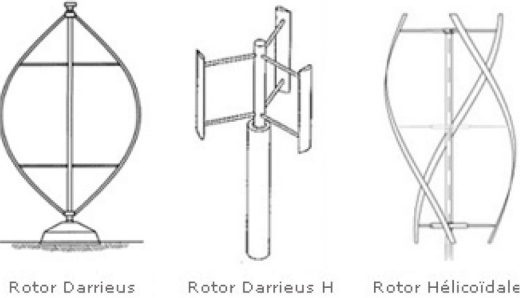 Rotor Darrieus
Rotor Darrieus H
Rotor Hélicoïdale